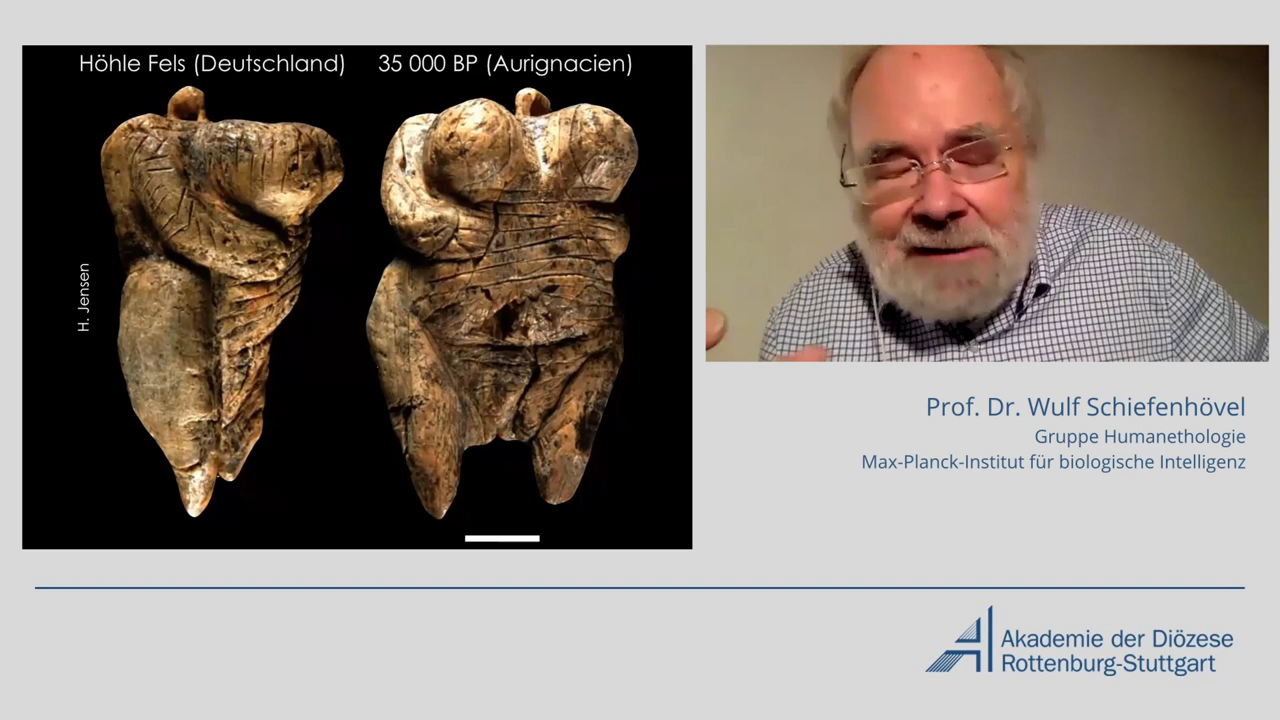 Höhle Fels (Deutschland) 35 000 BP (Aurignacien)
H. Jensen
Prof. Dr. Wulf Schiefenhövel
Gruppe Humanethologie
Max-Planck-Institut für biologische Intelligenz
Akademie der Diözese
Rottenburg-Stuttgart